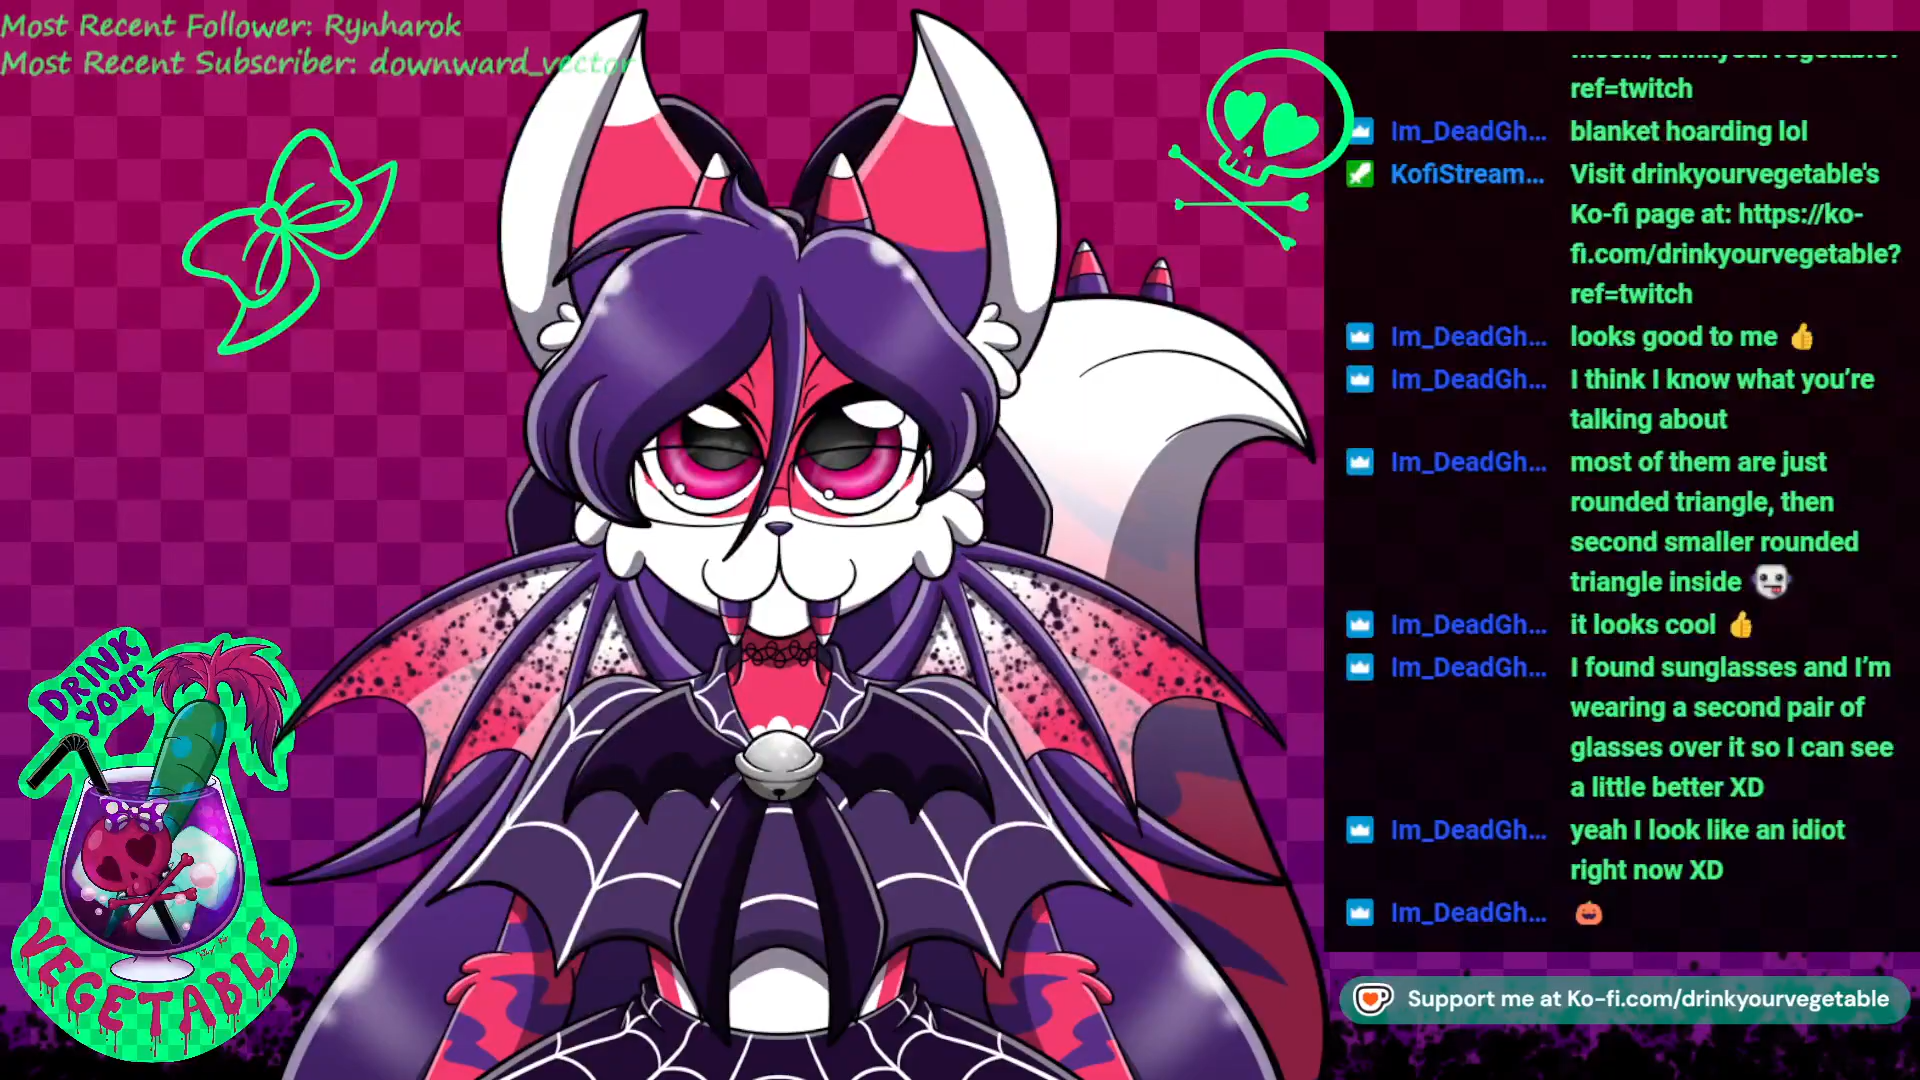 Most Recent Follower: Rynharok
Most Recent Subscriber: downward_vector
DRINK
YOUR
VEGETABLE
ref=twitch
Im_DeadGh... blanket hoarding lol
KofiStream... Visit drinkyourvegetable's
Ko-fi page at: https://ko-
fi.com/drinkyourvegetable?
ref=twitch
Im_DeadGh... looks good to me 👍
Im_DeadGh... I think I know what you’re
talking about
Im_DeadGh... most of them are just
rounded triangle, then
second smaller rounded
triangle inside
Im_DeadGh... it looks cool 👍
Im_DeadGh... I found sunglasses and I’m
wearing a second pair of
glasses over it so I can see
a little better XD
Im_DeadGh... yeah I look like an idiot
right now XD
Im_DeadGh... 🎃
Support me at Ko-fi.com/drinkyourvegetable